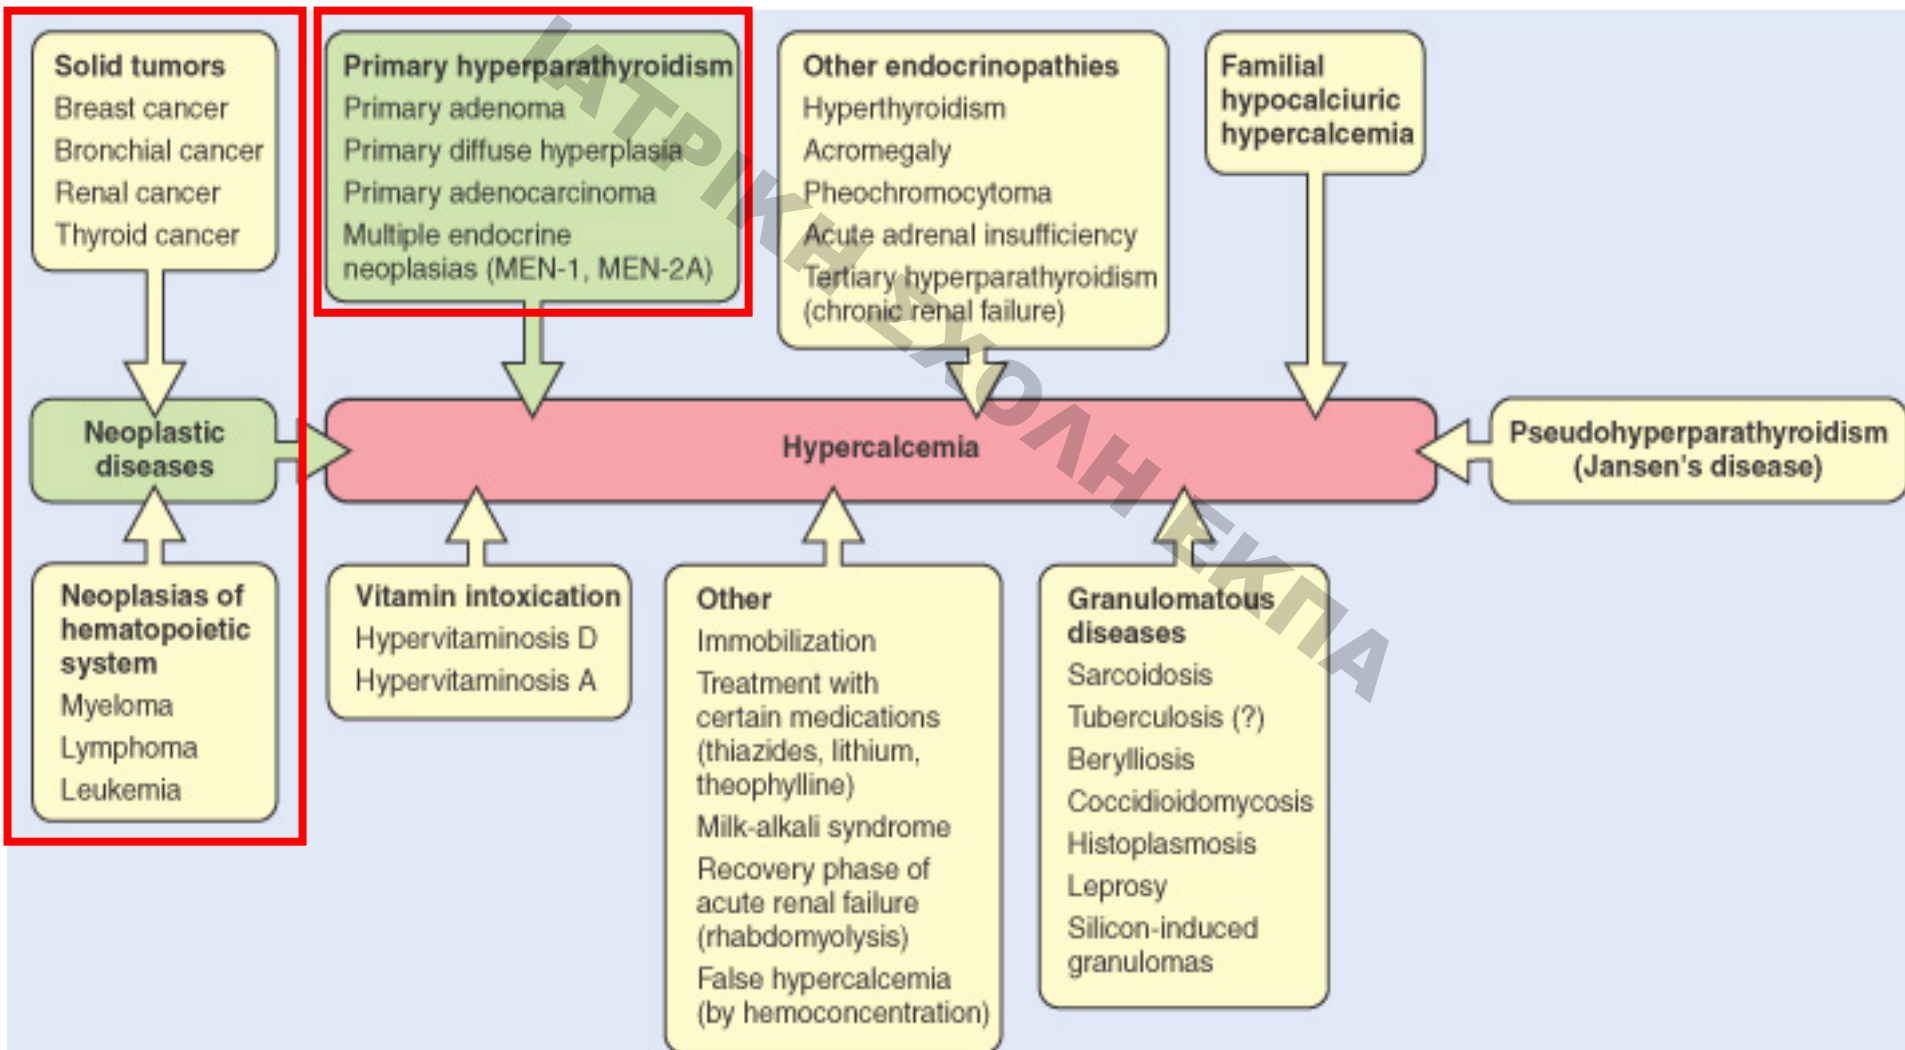 Solid tumors
Breast cancer
Bronchial cancer
Renal cancer
Thyroid cancer
Primary hyperparathyroidism
Primary adenoma
Primary diffuse hyperplasia
Primary adenocarcinoma
Multiple endocrine
neoplasias (MEN-1, MEN-2A)
Other endocrinopathies
Hyperthyroidism
Acromegaly
Pheochromocytoma
Acute adrenal insufficiency
Tertiary hyperparathyroidism
(chronic renal failure)
Familial
hypocalciuric
hypercalcemia
Neoplastic
diseases
Hypercalcemia
Pseudohyperparathyroidism
(Jansen's disease)
Neoplasias of
hematopoietic
system
Myeloma
Lymphoma
Leukemia
Vitamin intoxication
Hypervitaminosis D
Hypervitaminosis A
Other
Immobilization
Treatment with
certain medications
(thiazides, lithium,
theophylline)
Milk-alkali syndrome
Recovery phase of
acute renal failure
(rhabdomyolysis)
False hypercalcemia
(by hemoconcentration)
Granulomatous
diseases
Sarcoidosis
Tuberculosis (?)
Berylliosis
Coccidioidomycosis
Histoplasmosis
Leprosy
Silicon-induced
granulomas
ΙΑΤΡΙΚΗ ΣΧΟΛΗ ΕΚΠΑ